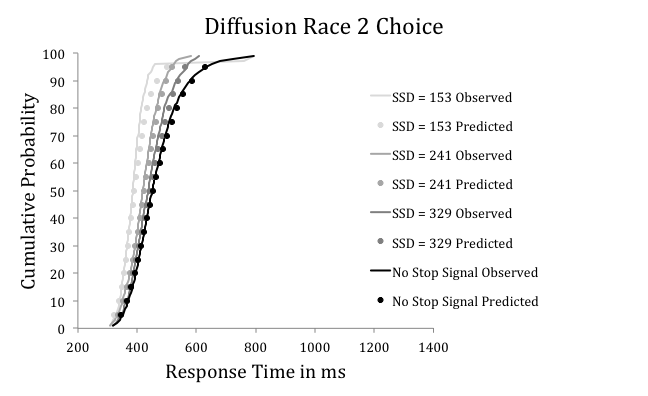 Diffusion Race 2 Choice
Cumulative Probability
100
90
80
70
60
50
40
30
20
10
0
200 400 600 800 1000 1200 1400
Response Time in ms
SSD = 153 Observed
SSD = 153 Predicted
SSD = 241 Observed
SSD = 241 Predicted
SSD = 329 Observed
SSD = 329 Predicted
No Stop Signal Observed
No Stop Signal Predicted